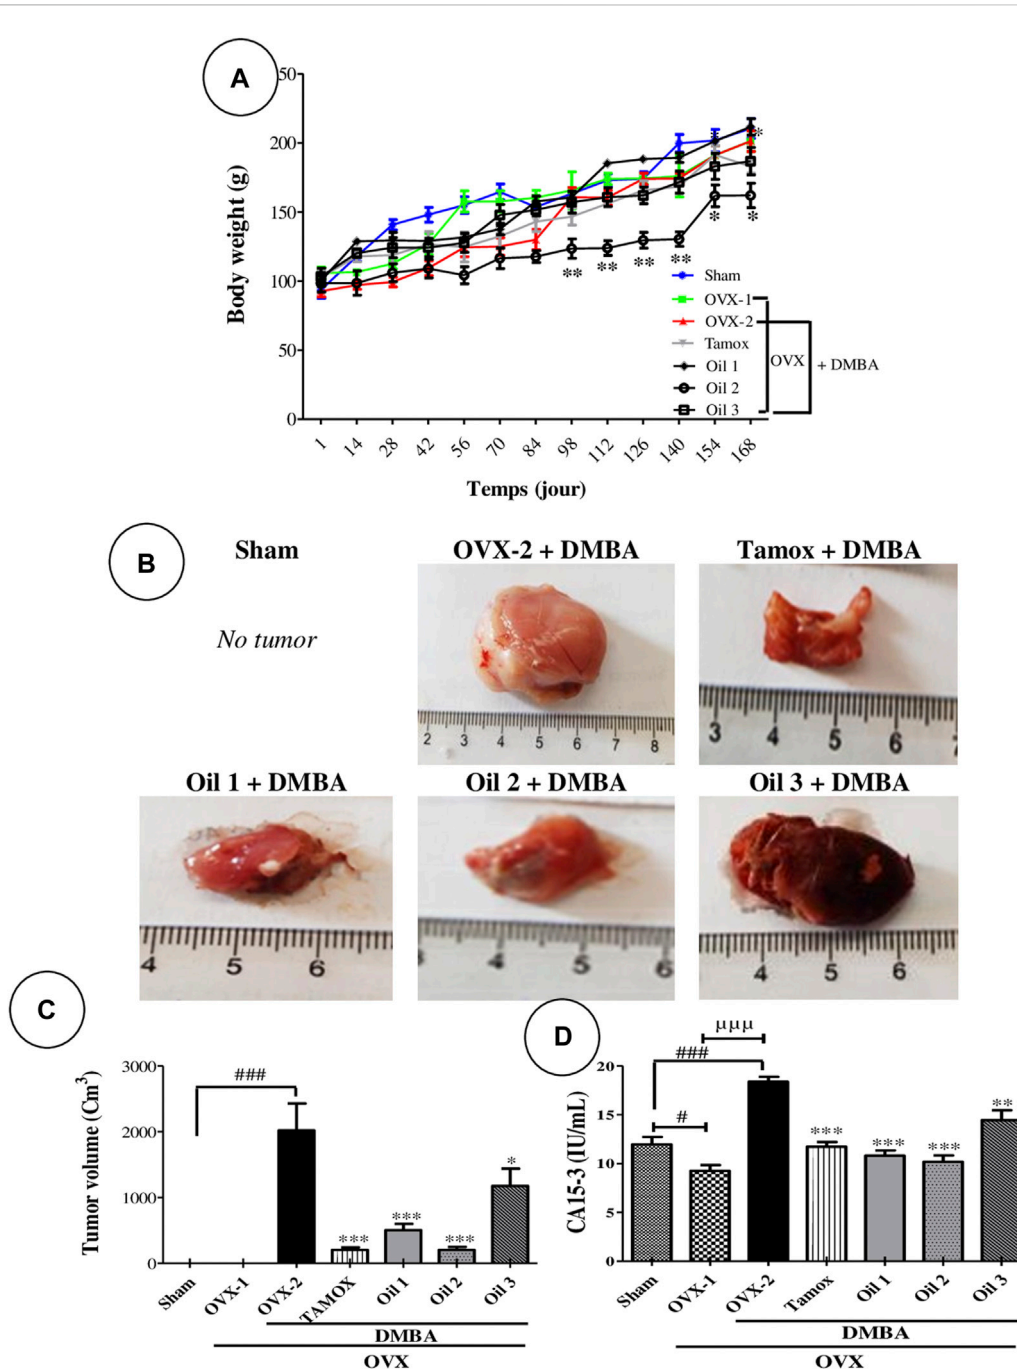 A
50
200
150
100
50
0
Body weight (g)
*
** ** ** ** * *
Sham
OVX-1
OVX-2
Tamox
Oil 1
Oil 2
Oil 3
OVX
+ DMBA
1 14 28 42 56 70 84 98 112 126 140 154 168
Temps (jour)
B
Sham
OVX-2 + DMBA
Tamox + DMBA
No tumor
2 3 4 5 6 7 8
3 4 5 6
Oil 1 + DMBA
Oil 2 + DMBA
Oil 3 + DMBA
4 5 6
4 5 6
4 5 6
C
3000
2000
1000
0
Tumor volume (Cm3)
###
*** *** *** *
Sham OVX-1 OVX-2 TAMOX Oil 1 Oil 2 Oil 3
DMBA
OVX
D
µµµ
###
#
20
15
10
5
0
CA15-3 (IU/mL)
*** *** *** **
Sham OVX-1 OVX-2 Tamox Oil 1 Oil 2 Oil 3
DMBA
OVX